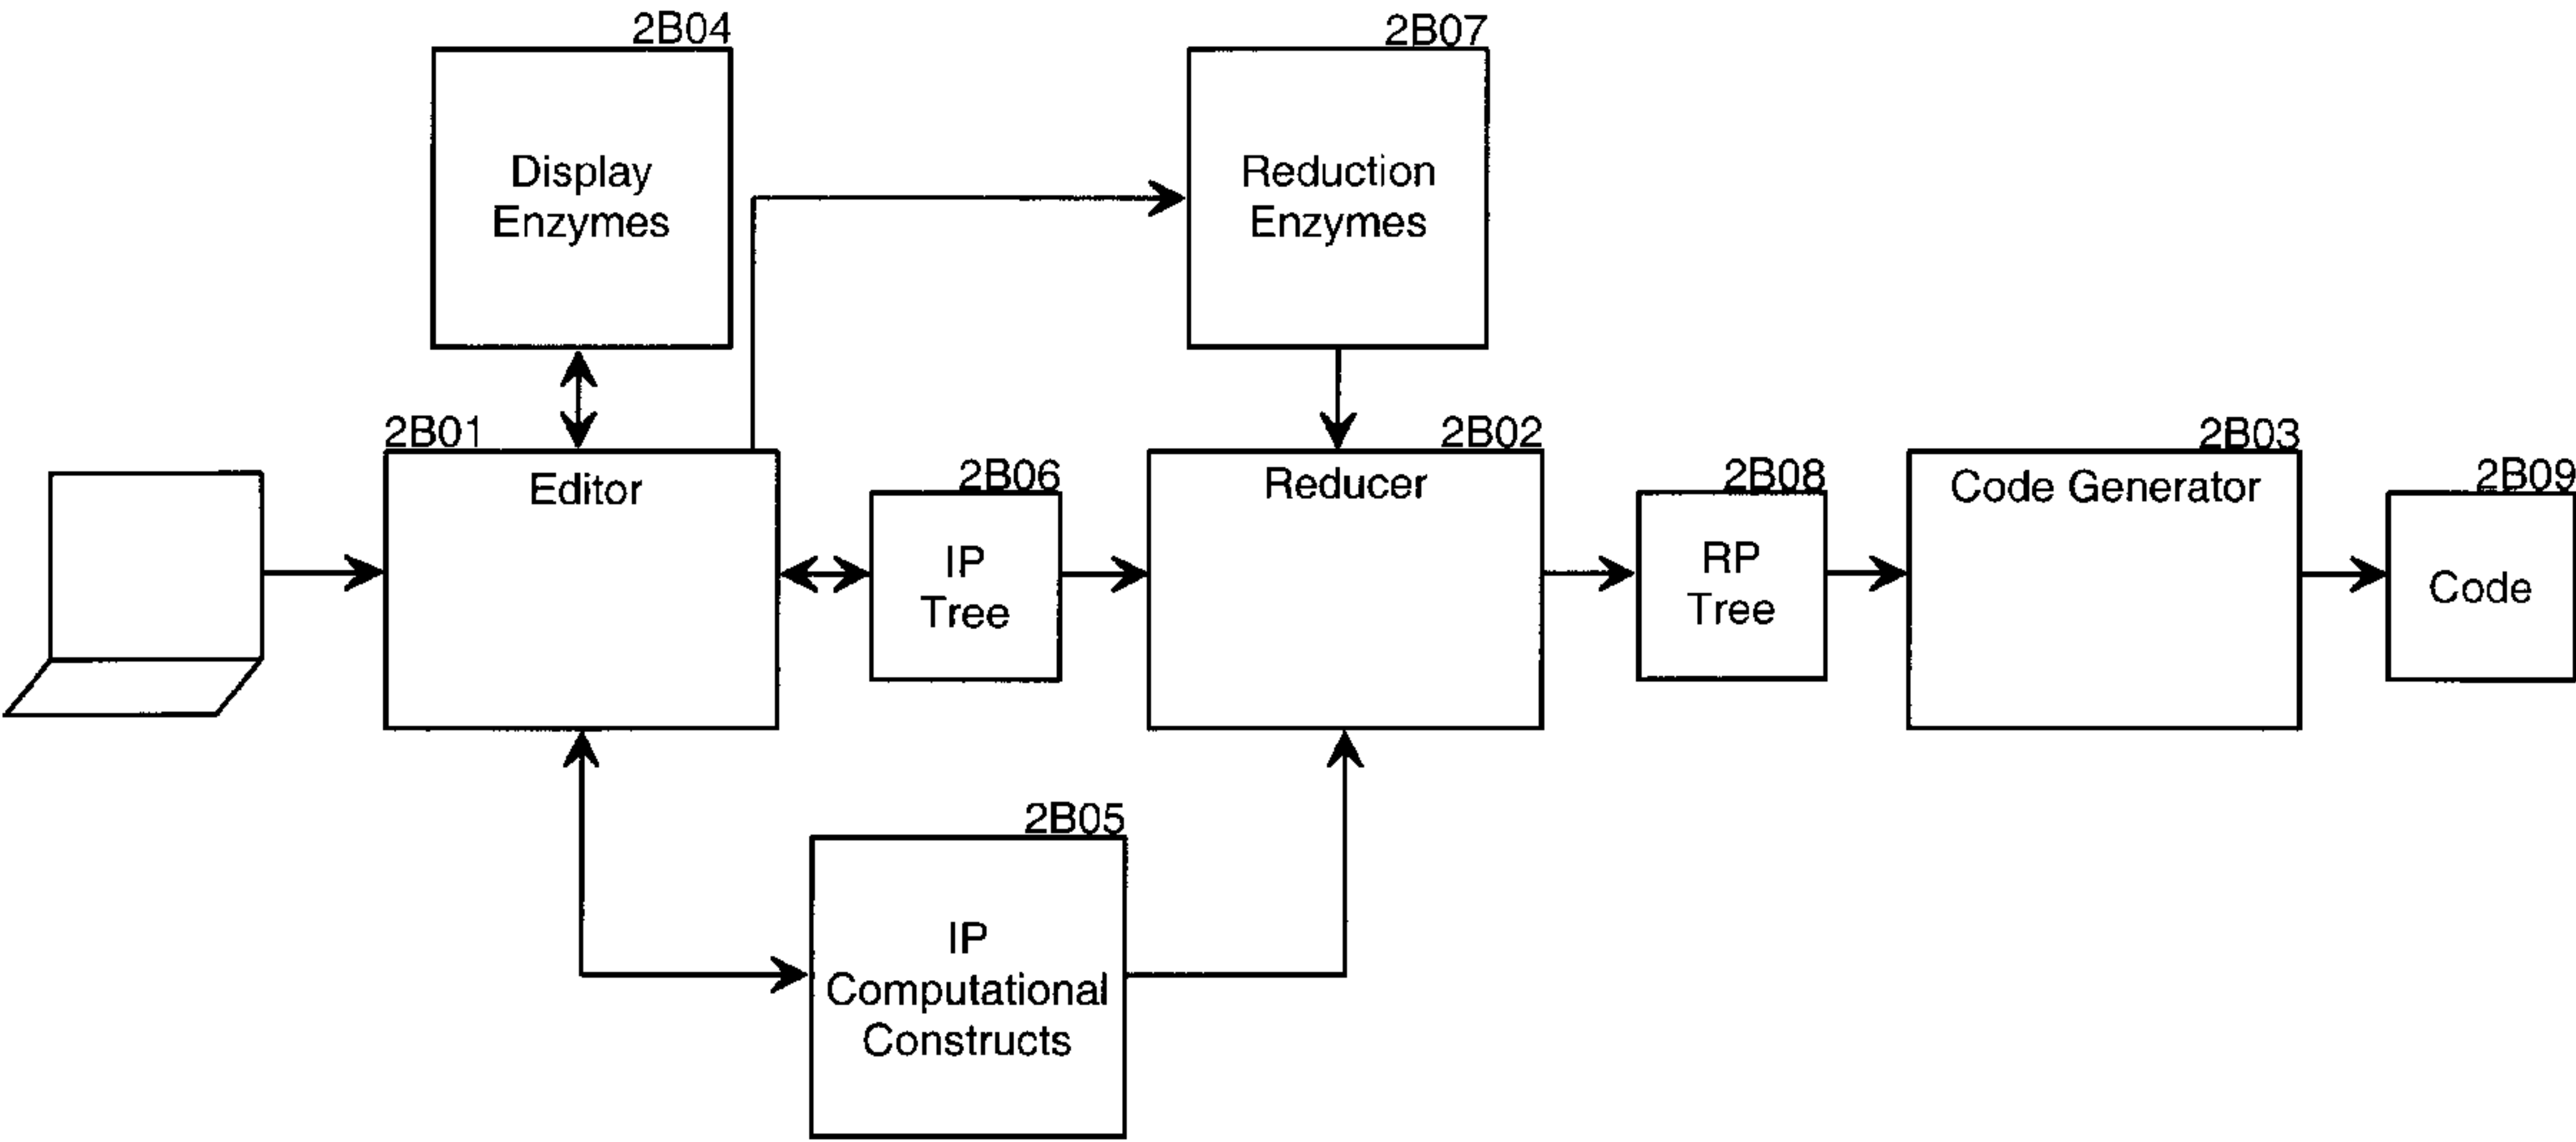 2B04
Display
Enzymes
2B07
Reduction
Enzymes
2B01
Editor
2B06
IP
Tree
2B02
Reducer
2B08
RP
Tree
2B03
Code Generator
2B09
Code
2B05
IP
Computational
Constructs